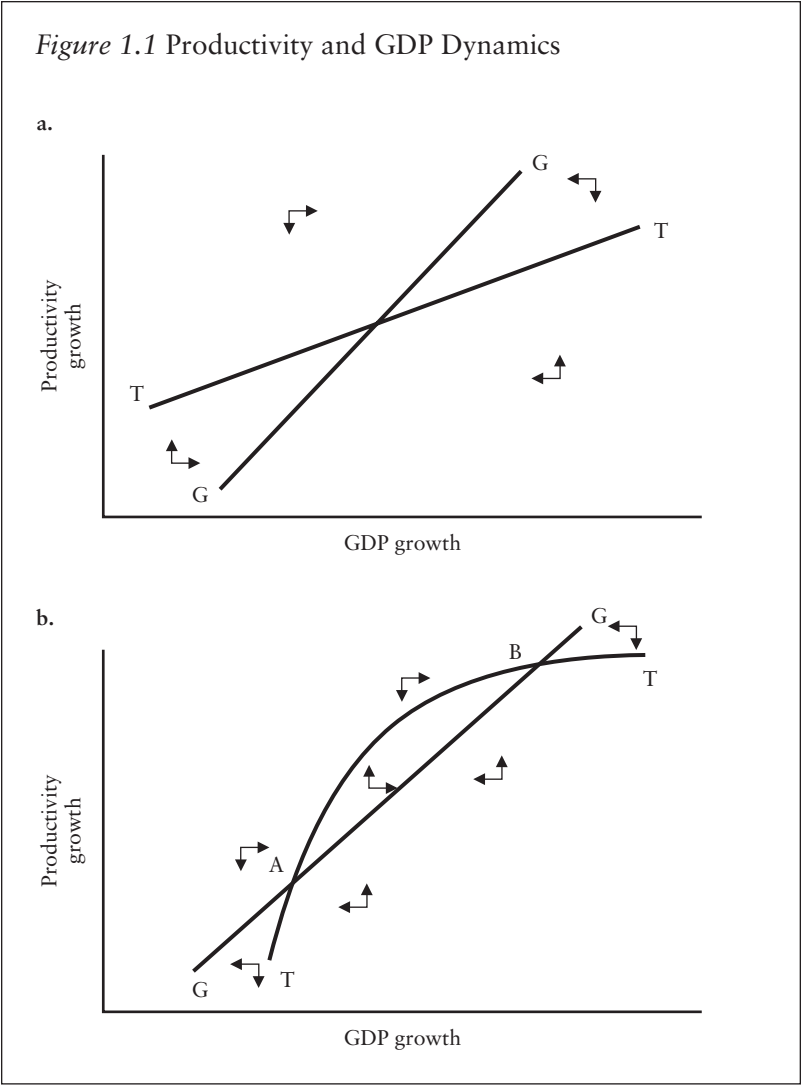 Figure 1.1 Productivity and GDP Dynamics
a.
G
T
Productivity
growth
T
G
GDP growth
b.
G
B
T
Productivity
growth
A
G
T
GDP growth